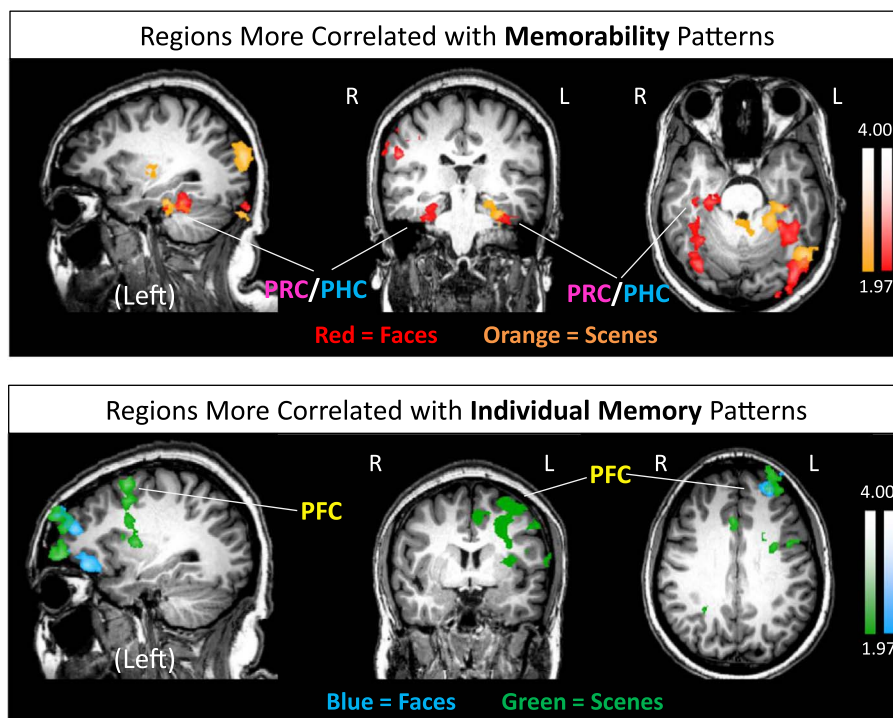 Regions More Correlated with Memorability Patterns
R L R L
4.00
1.97
(Left)
PRC/PHC
PRC/PHC
Red = Faces Orange = Scenes
Regions More Correlated with Individual Memory Patterns
R L R L
PFC
PFC
4.00
1.97
(Left)
Blue = Faces Green = Scenes